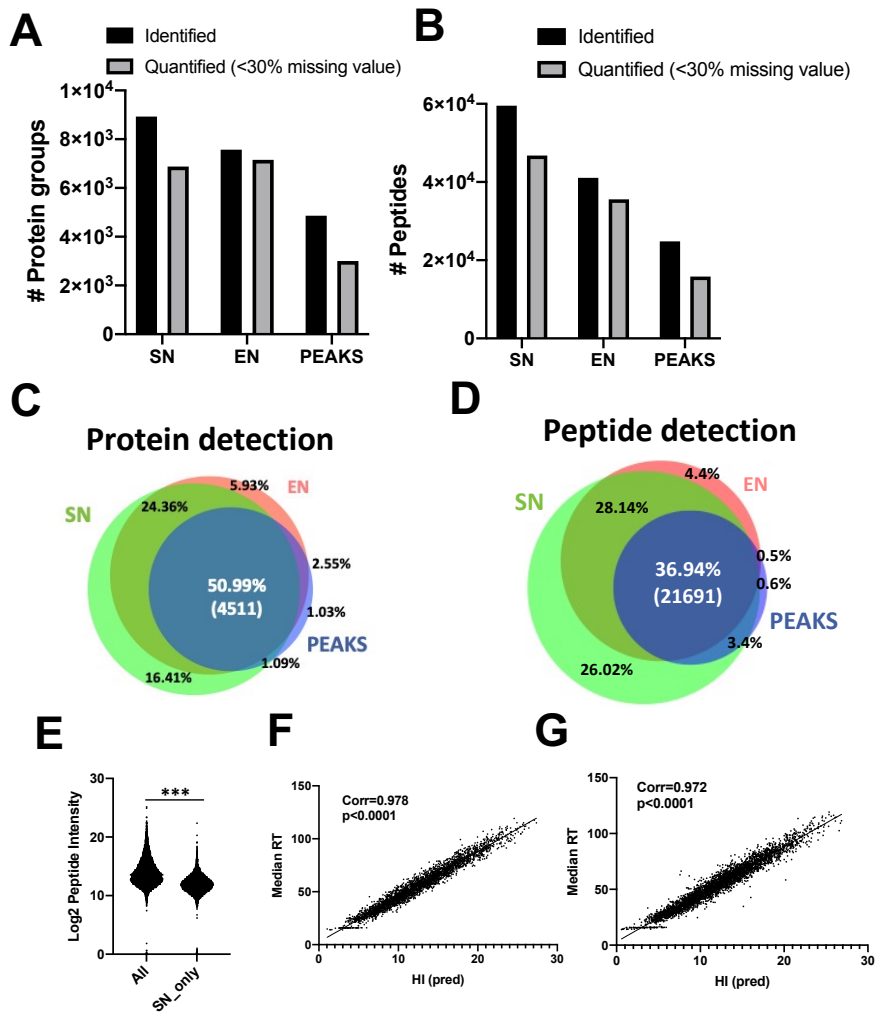 A
Identified
Quantified (<30% missing value)
# Protein groups
1×10⁴
8×10³
6×10³
4×10³
2×10³
0
SN
EN
PEAKS
B
Identified
Quantified (<30% missing value)
# Peptides
6×10⁴
4×10⁴
2×10⁴
0
SN
EN
PEAKS
C
Protein detection
SN
EN
PEAKS
5.93%
24.36%
2.55%
50.99%
(4511)
1.03%
1.09%
16.41%
D
Peptide detection
SN
EN
PEAKS
4.4%
28.14%
0.5%
36.94%
(21691)
0.6%
3.4%
26.02%
E
Log2 Peptide Intensity
30
20
10
0
***
All
SN_only
F
Corr=0.978
p<0.0001
Median RT
150
100
50
0
0
10
20
30
HI (pred)
G
Corr=0.972
p<0.0001
Median RT
150
100
50
0
0
10
20
30
HI (pred)